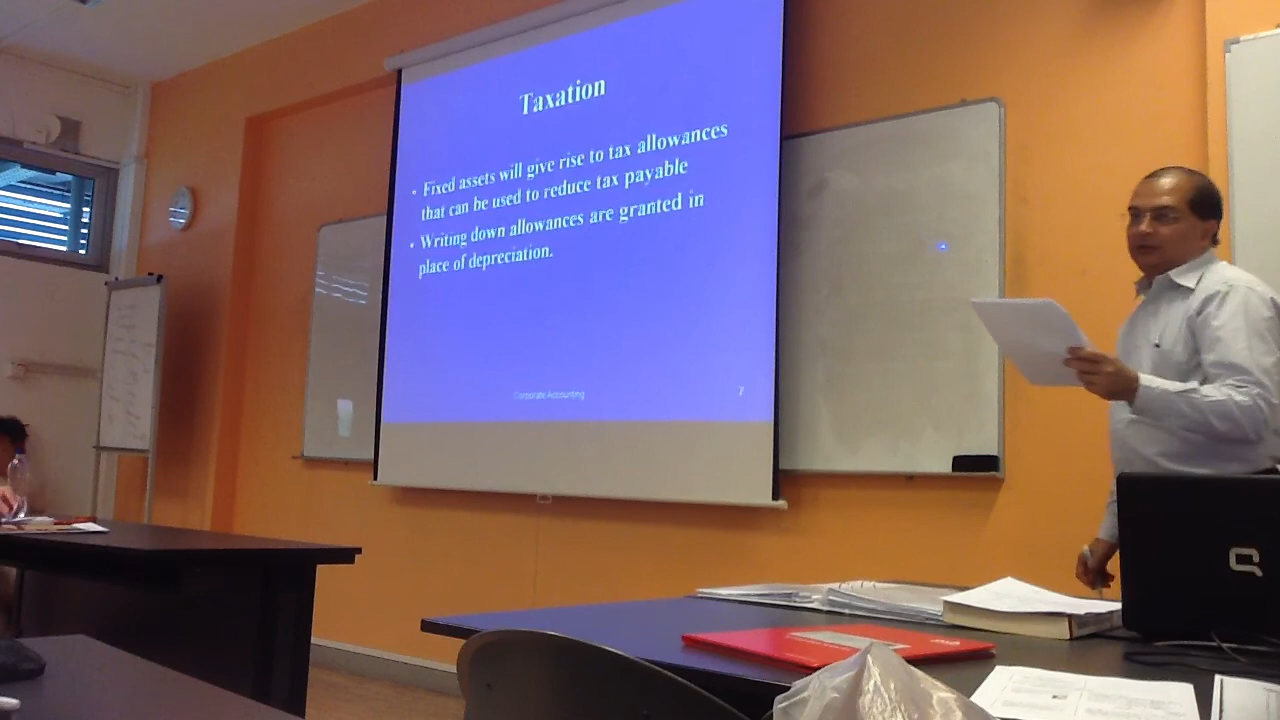 Taxation
• Fixed assets will give rise to tax allowances
that can be used to reduce tax payable
• Writing down allowances are granted in
place of depreciation.
Corporate Accounting
7